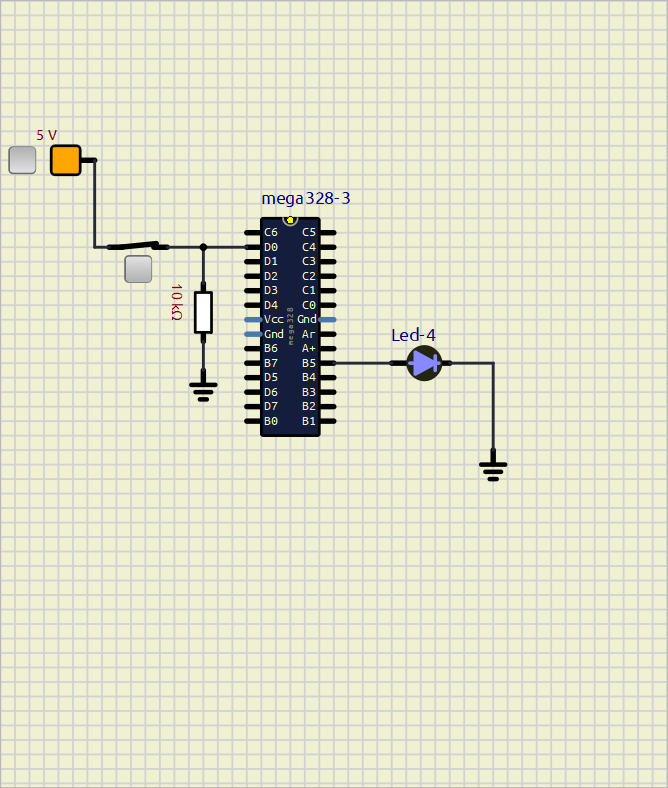 5 V
mega328-3
C6 C5
D0 C4
D1 C3
D2 C2
D3 C1
D4 C0
Vcc Gnd
Gnd Ar
B6 A+
B7 B5
D5 B4
D6 B3
D7 B2
B0 B1
mega328
10 kΩ
Led-4